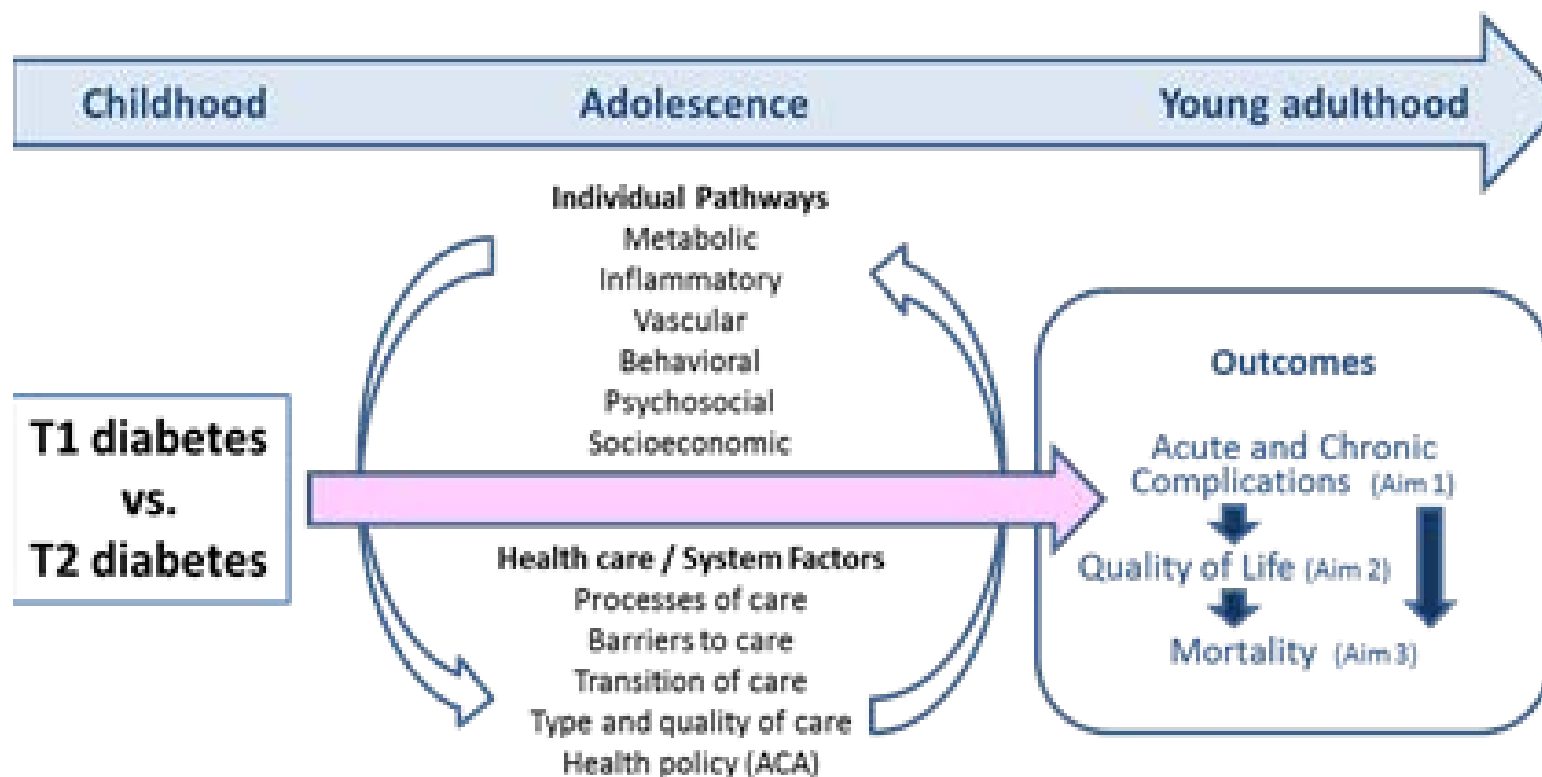 Childhood Adolescence Young adulthood
Individual Pathways
Metabolic
Inflammatory
Vascular
Behavioral
Psychosocial
Socioeconomic
T1 diabetes
vs.
T2 diabetes
Health care / System Factors
Processes of care
Barriers to care
Transition of care
Type and quality of care
Health policy (ACA)
Outcomes
Acute and Chronic
Complications (Aim 1)
Quality of Life (Aim 2)
Mortality (Aim 3)